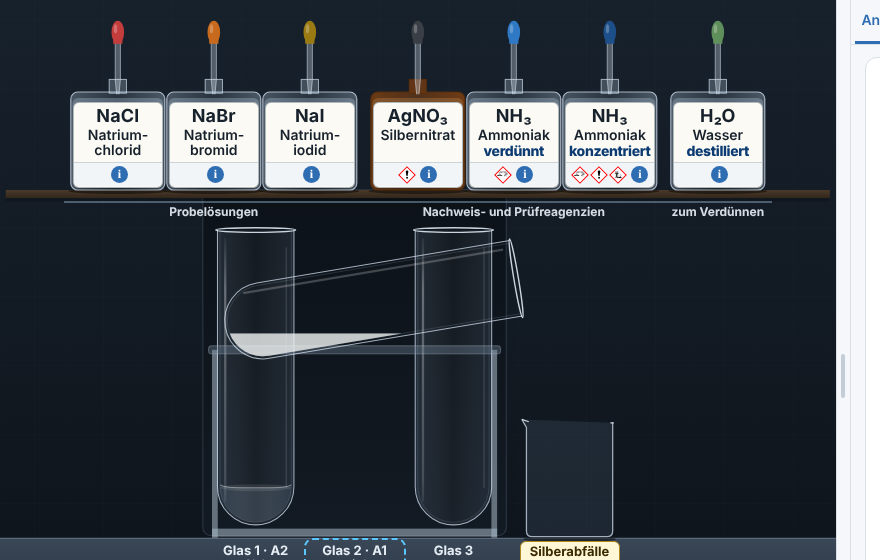 An
NaCl
Natrium-
chlorid
i
NaBr
Natrium-
bromid
i
NaI
Natrium-
iodid
i
AgNO₃
Silbernitrat
! i
NH₃
Ammoniak
verdünnt
i
NH₃
Ammoniak
konzentriert
! i
H₂O
Wasser
destilliert
i
Probelösungen
Nachweis- und Prüfreagenzien
zum Verdünnen
Glas 1 · A2
Glas 2 · A1
Glas 3
Silberabfälle